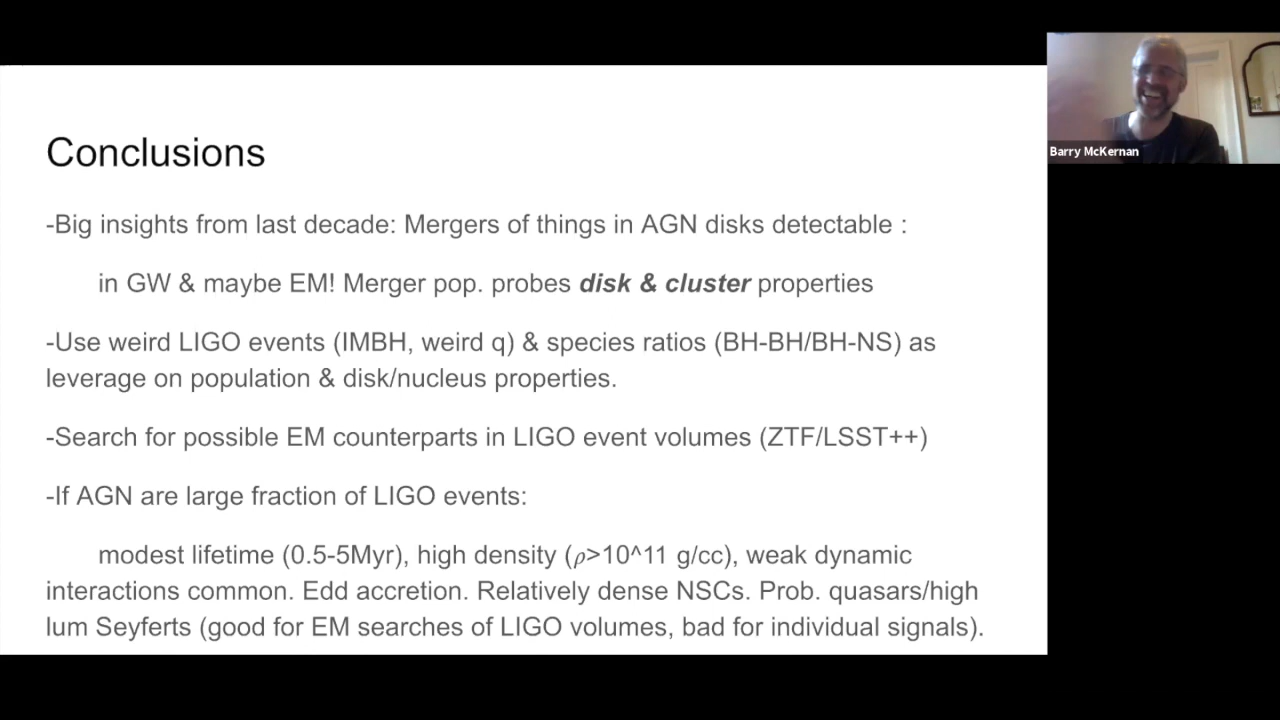 Conclusions
-Big insights from last decade: Mergers of things in AGN disks detectable :
in GW & maybe EM! Merger pop. probes disk & cluster properties
-Use weird LIGO events (IMBH, weird q) & species ratios (BH-BH/BH-NS) as
leverage on population & disk/nucleus properties.
-Search for possible EM counterparts in LIGO event volumes (ZTF/LSST++)
-If AGN are large fraction of LIGO events:
modest lifetime (0.5-5Myr), high density (ρ>10^11 g/cc), weak dynamic
interactions common. Edd accretion. Relatively dense NSCs. Prob. quasars/high
lum Seyferts (good for EM searches of LIGO volumes, bad for individual signals).
Barry McKernan